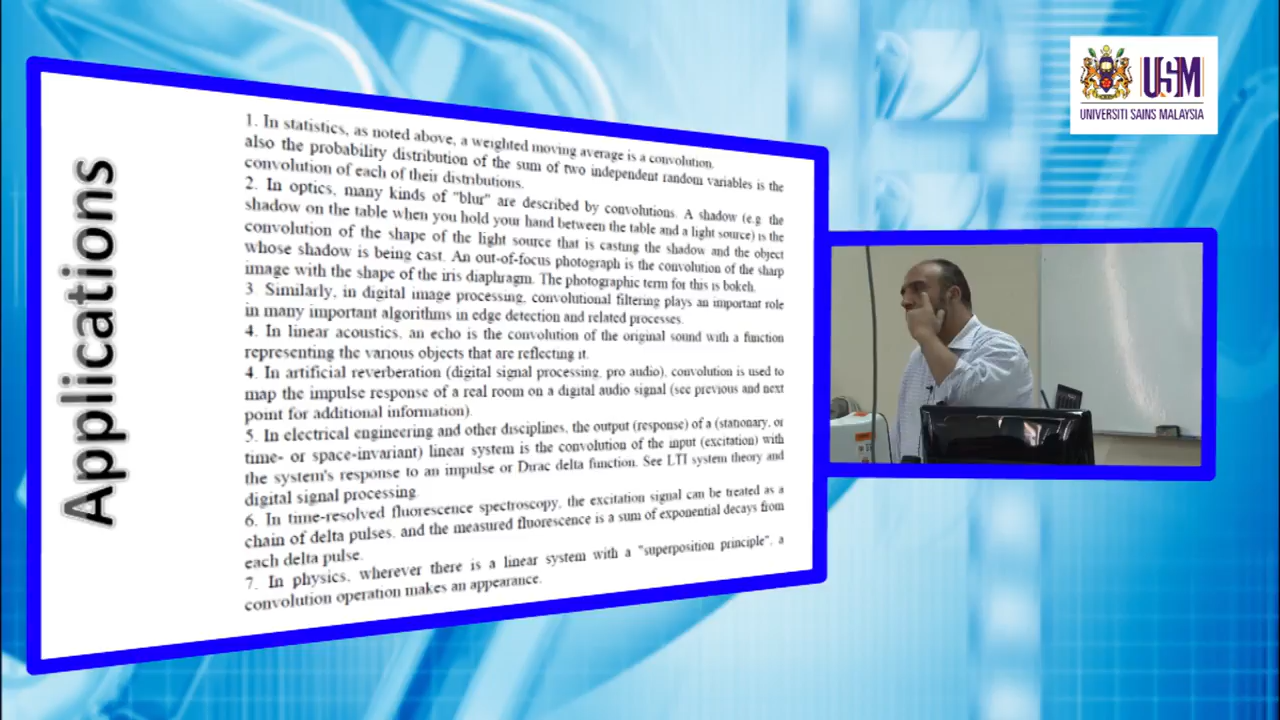 Applications
1. In statistics, as noted above, a weighted moving average is a convolution.
also the probability distribution of the sum of two independent random variables is the
convolution of each of their distributions.
2. In optics, many kinds of "blur" are described by convolutions. A shadow (e.g. the
shadow on the table when you hold your hand between the table and a light source) is the
convolution of the shape of the light source that is casting the shadow and the object
whose shadow is being cast. An out-of-focus photograph is the convolution of the sharp
image with the shape of the iris diaphragm. The photographic term for this is bokeh.
3 Similarly, in digital image processing, convolutional filtering plays an important role
in many important algorithms in edge detection and related processes.
4. In linear acoustics, an echo is the convolution of the original sound with a function
representing the various objects that are reflecting it.
4. In artificial reverberation (digital signal processing, pro audio), convolution is used to
map the impulse response of a real room on a digital audio signal (see previous and next
point for additional information).
5. In electrical engineering and other disciplines, the output (response) of a (stationary, or
time- or space-invariant) linear system is the convolution of the input (excitation) with
the system's response to an impulse or Dirac delta function. See LTI system theory and
digital signal processing.
6. In time-resolved fluorescence spectroscopy, the excitation signal can be treated as a
chain of delta pulses, and the measured fluorescence is a sum of exponential decays from
each delta pulse.
7. In physics, wherever there is a linear system with a "superposition principle", a
convolution operation makes an appearance.
USM
UNIVERSITI SAINS MALAYSIA